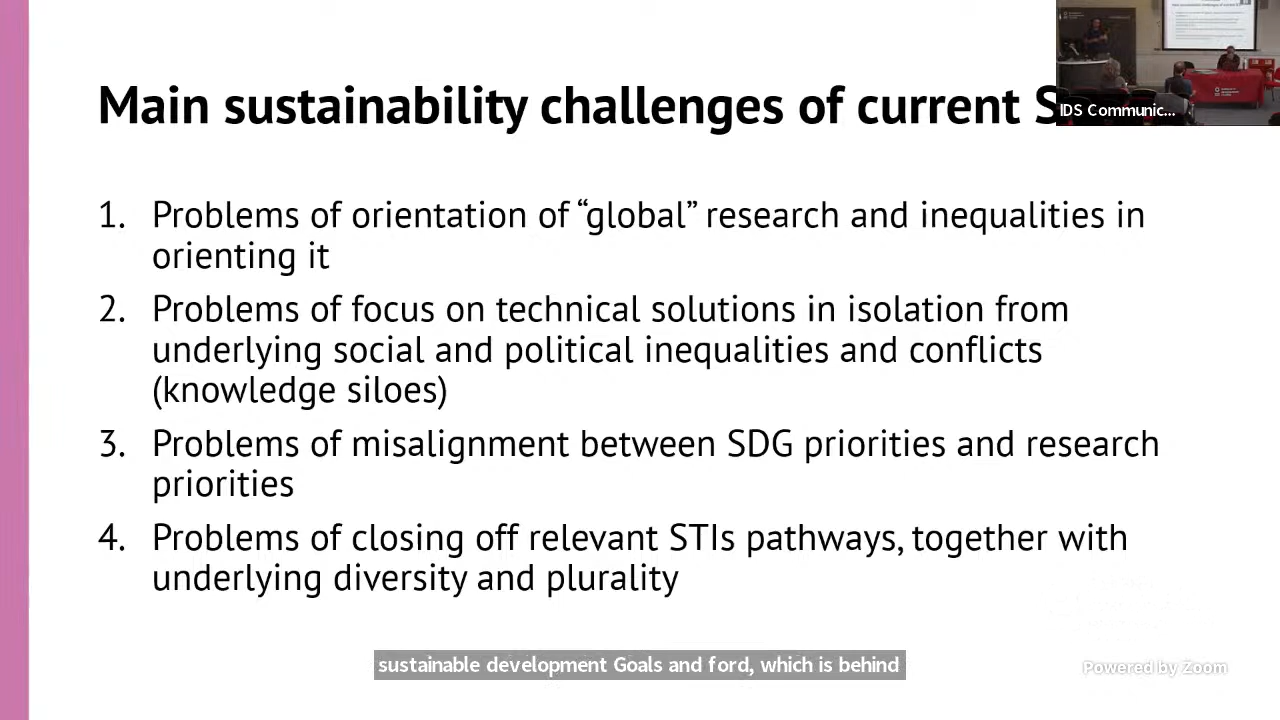 Main sustainability challenges of current
IDS Communic...
1. Problems of orientation of “global” research and inequalities in
orienting it
2. Problems of focus on technical solutions in isolation from
underlying social and political inequalities and conflicts
(knowledge siloes)
3. Problems of misalignment between SDG priorities and research
priorities
4. Problems of closing off relevant STIs pathways, together with
underlying diversity and plurality
sustainable development Goals and ford, which is behind
Powered by Zoom